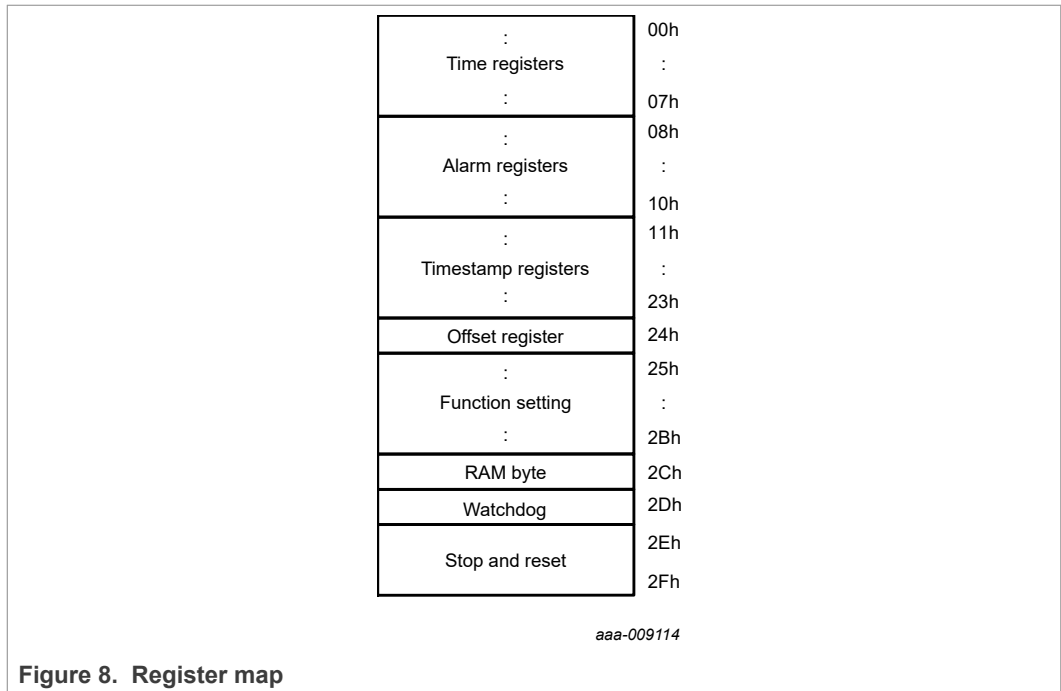 :
00h
Time registers
:
:
07h
:
08h
Alarm registers
:
:
10h
:
11h
Timestamp registers
:
:
23h
Offset register
24h
:
25h
Function setting
:
:
2Bh
RAM byte
2Ch
Watchdog
2Dh
Stop and reset
2Eh
2Fh
aaa-009114
Figure 8. Register map